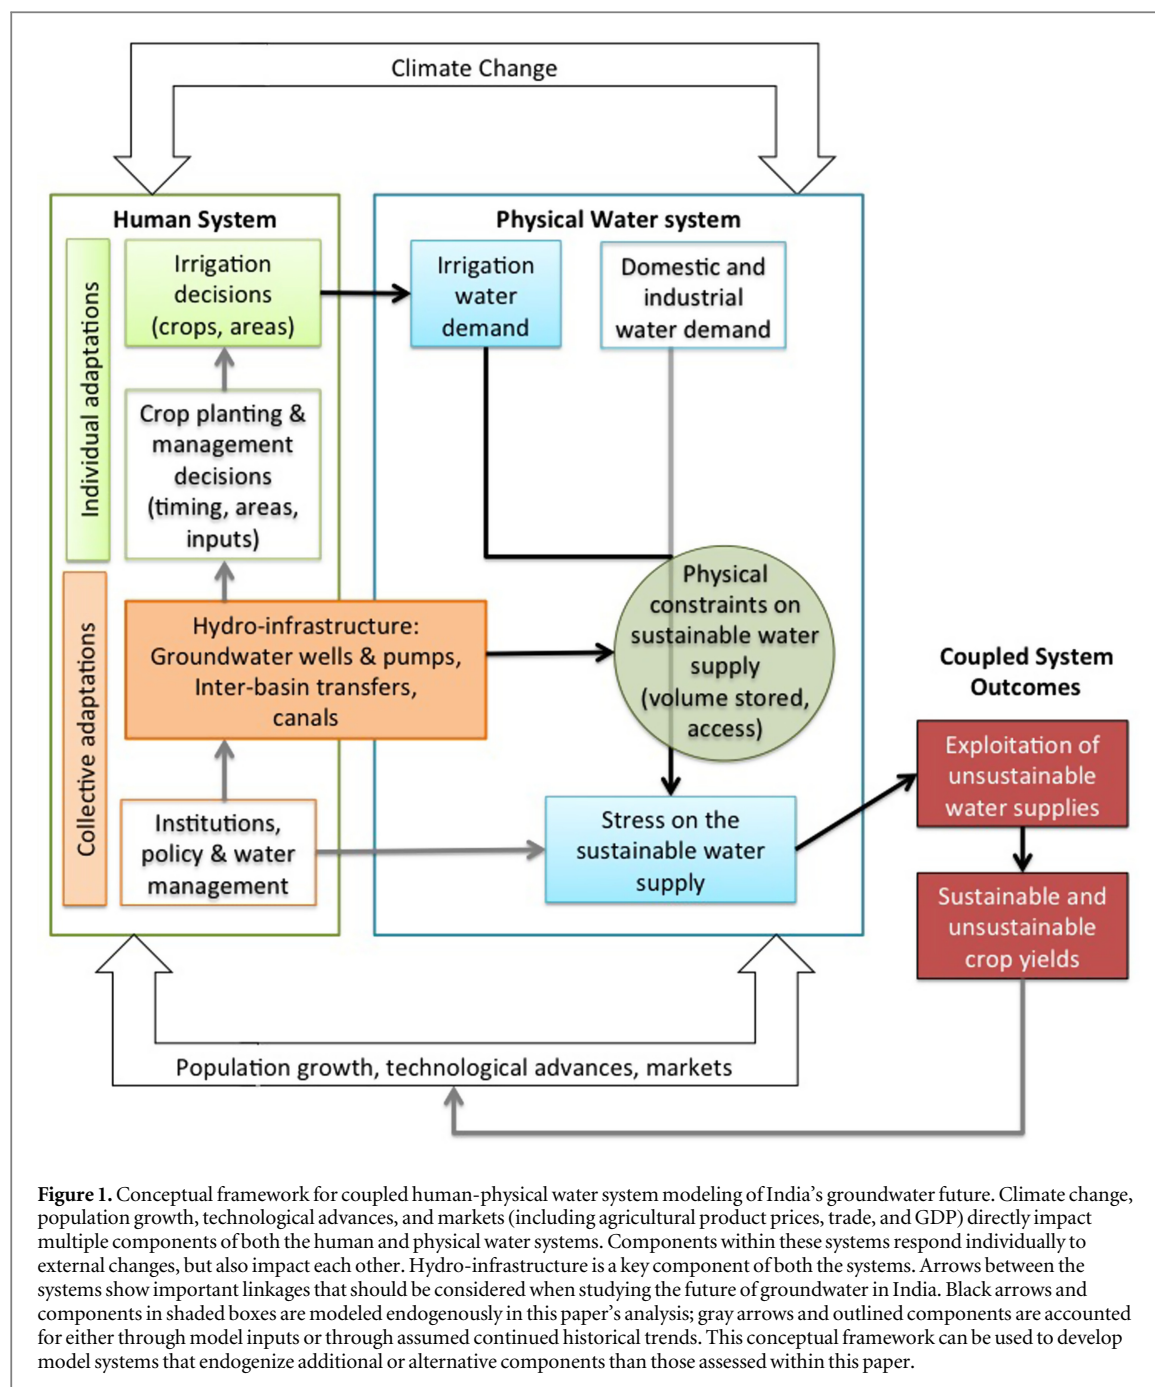 Climate Change
Human System
Physical Water system
Individual adaptations
Irrigation
decisions
(crops, areas)
Irrigation
water
demand
Domestic and
industrial
water demand
Crop planting &
management
decisions
(timing, areas,
inputs)
Collective adaptations
Hydro-infrastructure:
Groundwater wells & pumps,
Inter-basin transfers,
canals
Physical
constraints on
sustainable water
supply
(volume stored,
access)
Institutions,
policy & water
management
Stress on the
sustainable water
supply
Coupled System
Outcomes
Exploitation of
unsustainable
water supplies
Sustainable and
unsustainable
crop yields
Population growth, technological advances, markets
Figure 1. Conceptual framework for coupled human-physical water system modeling of India's groundwater future. Climate change,
population growth, technological advances, and markets (including agricultural product prices, trade, and GDP) directly impact
multiple components of both the human and physical water systems. Components within these systems respond individually to
external changes, but also impact each other. Hydro-infrastructure is a key component of both the systems. Arrows between the
systems show important linkages that should be considered when studying the future of groundwater in India. Black arrows and
components in shaded boxes are modeled endogenously in this paper's analysis; gray arrows and outlined components are accounted
for either through model inputs or through assumed continued historical trends. This conceptual framework can be used to develop
model systems that endogenize additional or alternative components than those assessed within this paper.